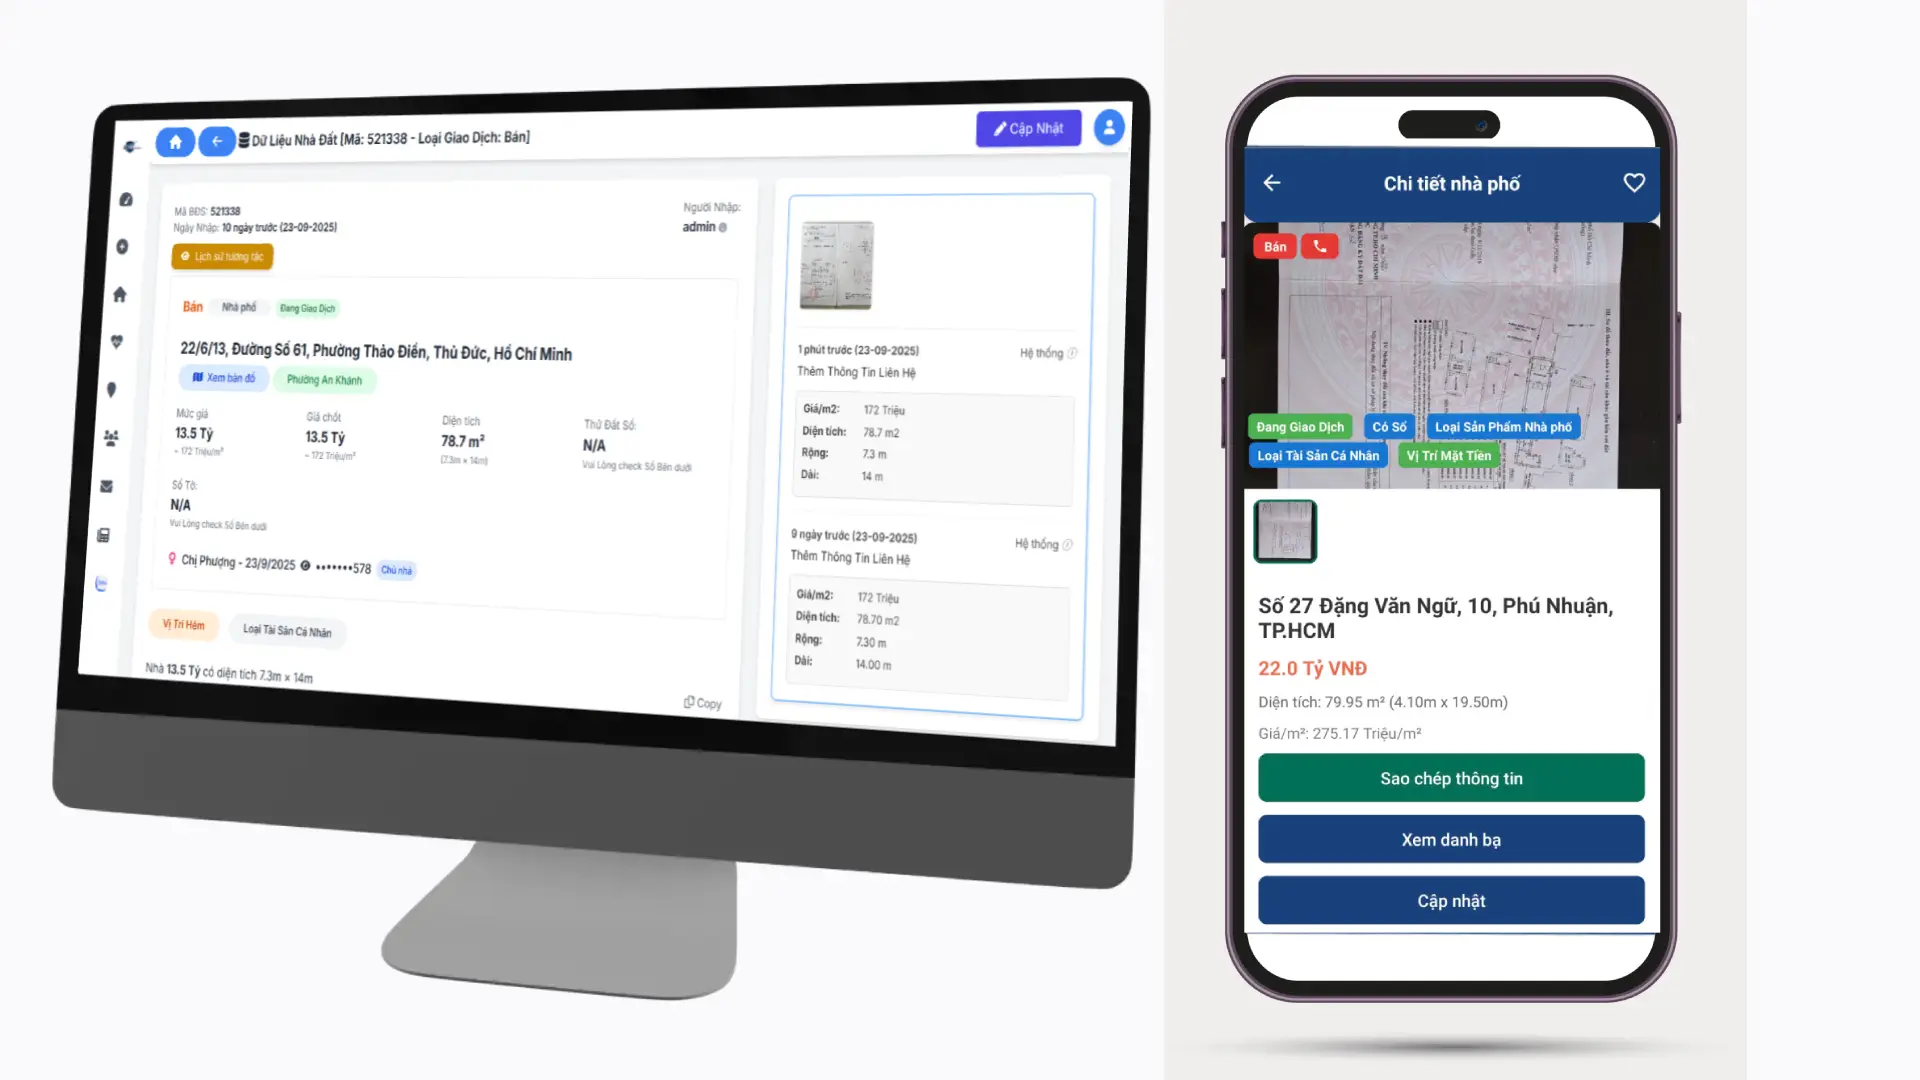 Dữ Liệu Nhà Đất [Mã: 521338 - Loại Giao Dịch: Bán]
Cập Nhật
Mã BĐS: 521338
Ngày Nhập: 10 ngày trước (23-09-2025)
Người Nhập:
admin
Lịch sử tương tác
Bán
Nhà phố
Đang Giao Dịch
22/6/13, Đường Số 61, Phường Thảo Điền, Thủ Đức, Hồ Chí Minh
Xem bản đồ
Phường An Khánh
Mức giá
13.5 Tỷ
~ 172 Triệu/m²
Giá chốt
13.5 Tỷ
~ 172 Triệu/m²
Diện tích
78.7 m²
(7.3m × 14m)
Thử Đất Số:
N/A
Vui Lòng check Sổ Bên dưới
Số Tờ:
N/A
Vui Lòng check Sổ Bên dưới
Chị Phượng - 23/9/2025 •••••••578 Chủ nhà
Vị Trí Hẻm
Loại Tài Sản Cá Nhân
Nhà 13.5 Tỷ có diện tích 7.3m × 14m
Copy
1 phút trước (23-09-2025)
Hệ thống
Thêm Thông Tin Liên Hệ
Giá/m2: 172 Triệu
Diện tích: 78.7 m2
Rộng: 7.3 m
Dài: 14 m
9 ngày trước (23-09-2025)
Hệ thống
Thêm Thông Tin Liên Hệ
Giá/m2: 172 Triệu
Diện tích: 78.70 m2
Rộng: 7.30 m
Dài: 14.00 m
Chi tiết nhà phố
Bán
Đang Giao Dịch
Có Sổ
Loại Sản Phẩm Nhà phố
Loại Tài Sản Cá Nhân
Vị Trí Mặt Tiền
Số 27 Đặng Văn Ngữ, 10, Phú Nhuận,
TP.HCM
22.0 Tỷ VNĐ
Diện tích: 79.95 m² (4.10m x 19.50m)
Giá/m²: 275.17 Triệu/m²
Sao chép thông tin
Xem danh bạ
Cập nhật